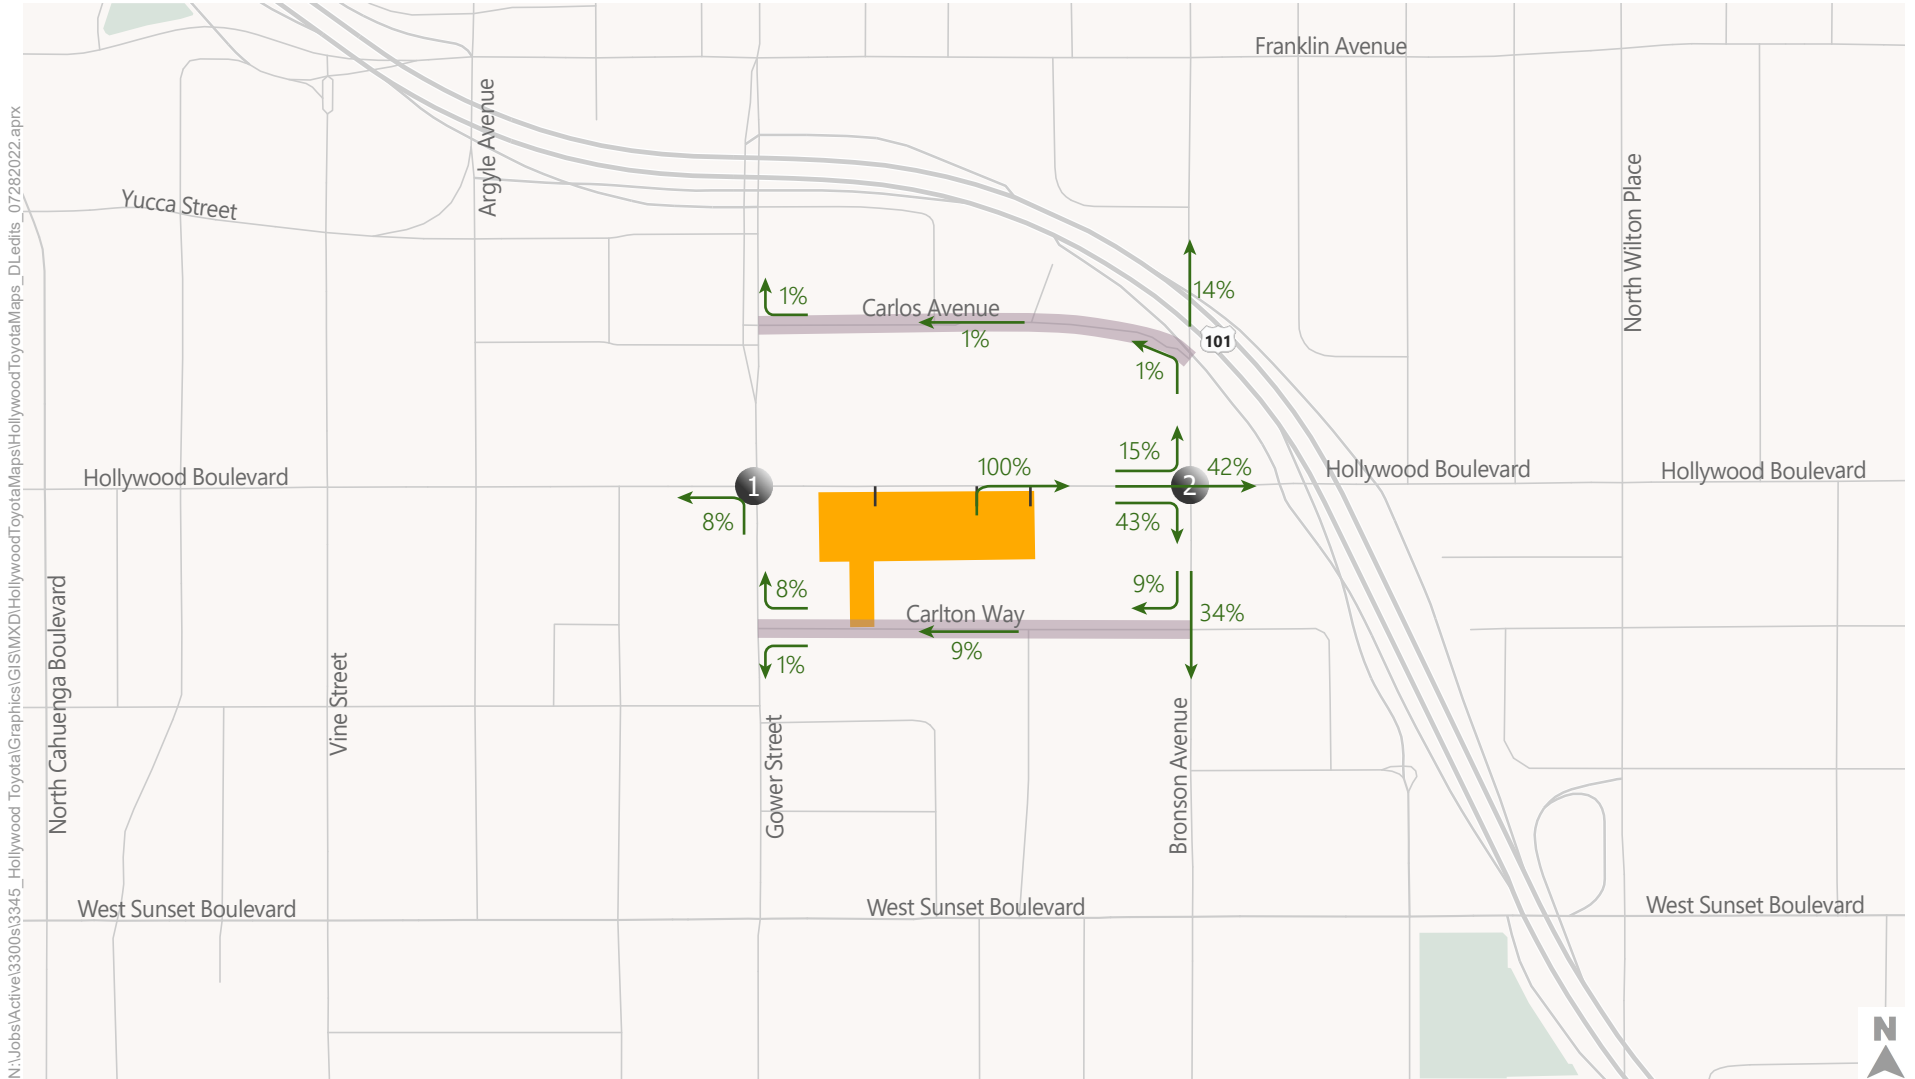 Franklin Avenue
Argyle Avenue
Yucca Street
North Wilton Place
14%
1%
Carlos Avenue
1%
101
1%
15%
42%
100%
Hollywood Boulevard
Hollywood Boulevard
Hollywood Boulevard
1
2
8%
43%
8%
9%
Carlton Way
34%
9%
1%
North Cahuenga Boulevard
Vine Street
Gower Street
Bronson Avenue
West Sunset Boulevard
West Sunset Boulevard
West Sunset Boulevard
N
N:\Jobs\Active\3300s\3345_Hollywood Toyota\Graphics\GIS\MXD\HollywoodToyotaMaps\HollywoodToyotaMaps_DLedits_07282022.aprx